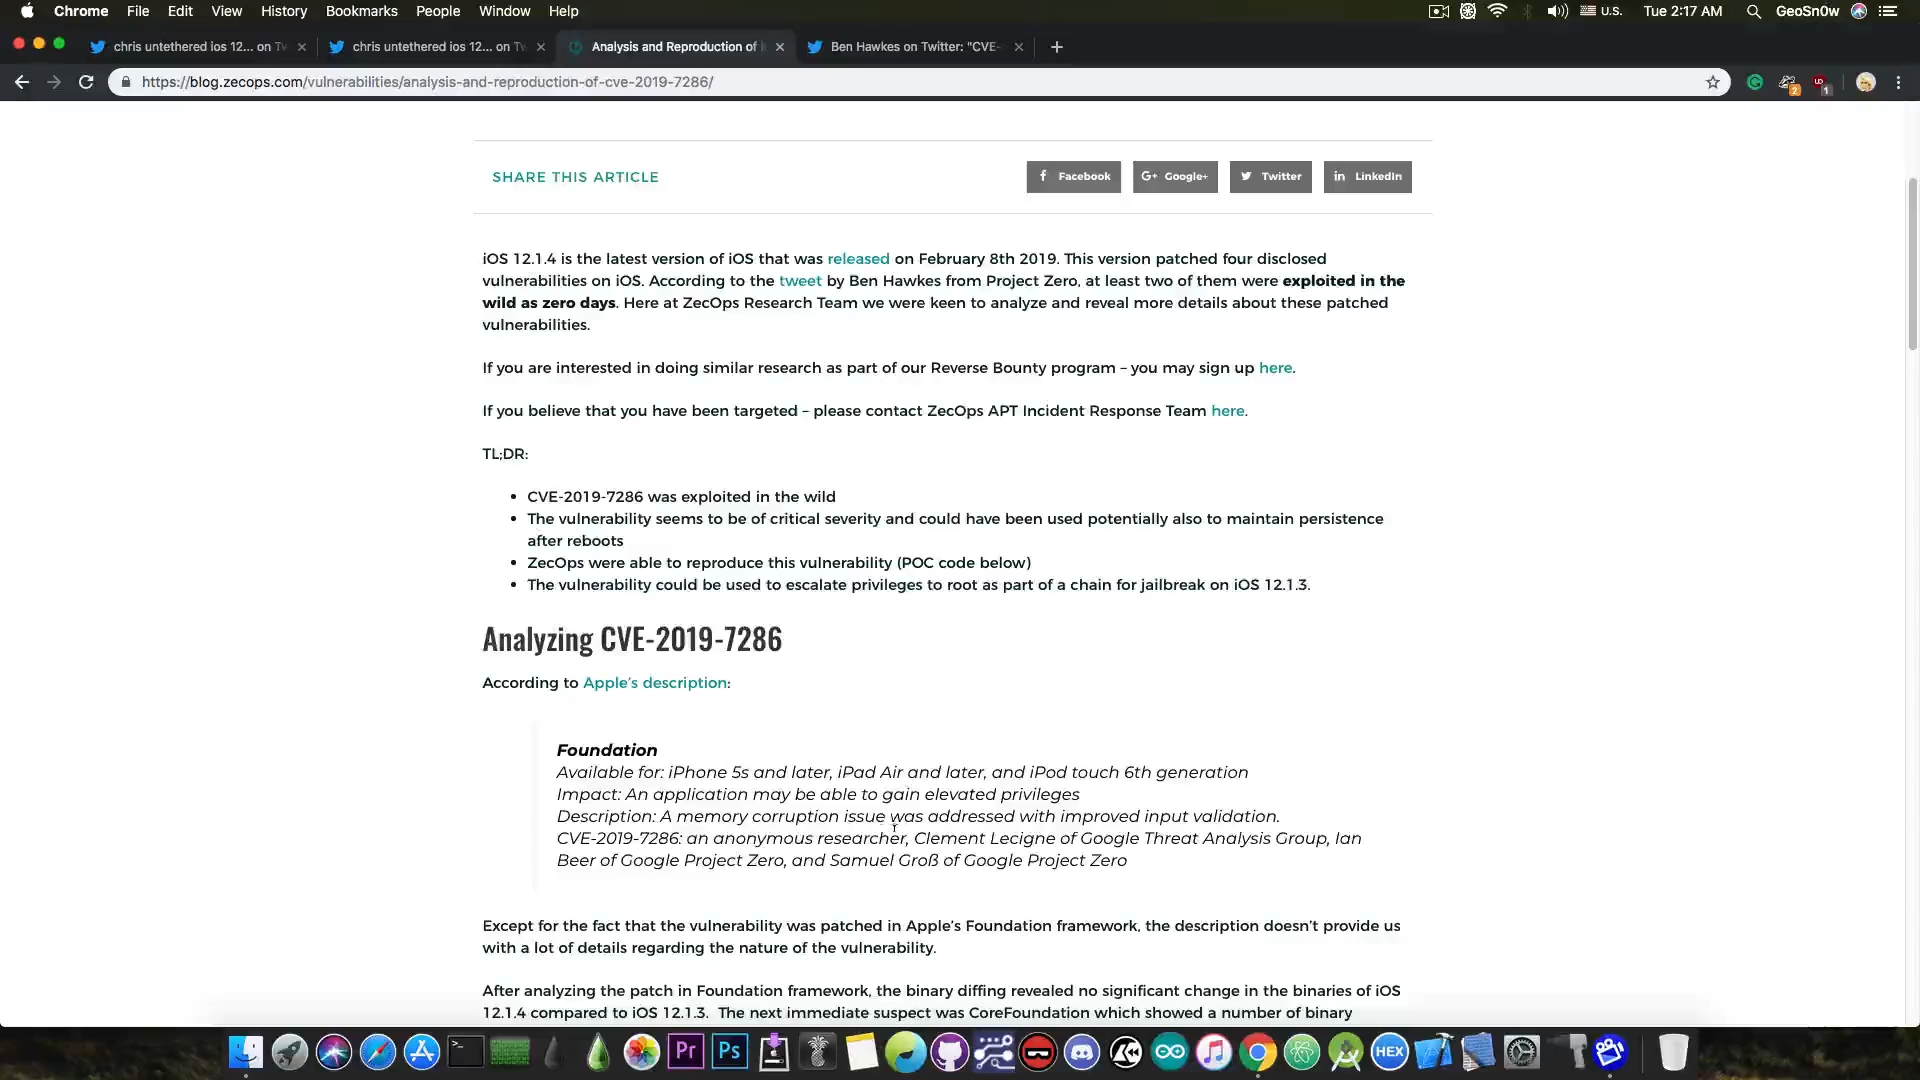 Chrome File Edit View History Bookmarks People Window Help U.S. Tue 2:17 AM GeoSn0w
chris untethered ios 12... on Tw chris untethered ios 12... on Tw Analysis and Reproduction of Ben Hawkes on Twitter: "CVE-
https://blog.zecops.com/vulnerabilities/analysis-and-reproduction-of-cve-2019-7286/ 2 1
SHARE THIS ARTICLE Facebook G+ Google+ Twitter in LinkedIn
iOS 12.1.4 is the latest version of iOS that was released on February 8th 2019. This version patched four disclosed
vulnerabilities on iOS. According to the tweet by Ben Hawkes from Project Zero, at least two of them were exploited in the
wild as zero days. Here at ZecOps Research Team we were keen to analyze and reveal more details about these patched
vulnerabilities.
If you are interested in doing similar research as part of our Reverse Bounty program – you may sign up here.
If you believe that you have been targeted – please contact ZecOps APT Incident Response Team here.
TL;DR:
• CVE-2019-7286 was exploited in the wild
• The vulnerability seems to be of critical severity and could have been used potentially also to maintain persistence
after reboots
• ZecOps were able to reproduce this vulnerability (POC code below)
• The vulnerability could be used to escalate privileges to root as part of a chain for jailbreak on iOS 12.1.3.
Analyzing CVE-2019-7286
According to Apple's description:
Foundation
Available for: iPhone 5s and later, iPad Air and later, and iPod touch 6th generation
Impact: An application may be able to gain elevated privileges
Description: A memory corruption issue was addressed with improved input validation.
CVE-2019-7286: an anonymous researcher, Clement Lecigne of Google Threat Analysis Group, Ian
Beer of Google Project Zero, and Samuel Groß of Google Project Zero
Except for the fact that the vulnerability was patched in Apple's Foundation framework, the description doesn't provide us
with a lot of details regarding the nature of the vulnerability.
After analyzing the patch in Foundation framework, the binary diffing revealed no significant change in the binaries of iOS
12.1.4 compared to iOS 12.1.3. The next immediate suspect was CoreFoundation which showed a number of binary
Pr Ps HEX